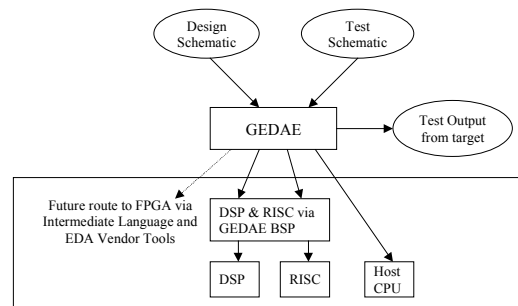 Design
Schematic
Test
Schematic
GEDAE
Test Output
from target
Future route to FPGA via
Intermediate Language and
EDA Vendor Tools
DSP & RISC via
GEDAE BSP
DSP
RISC
Host
CPU